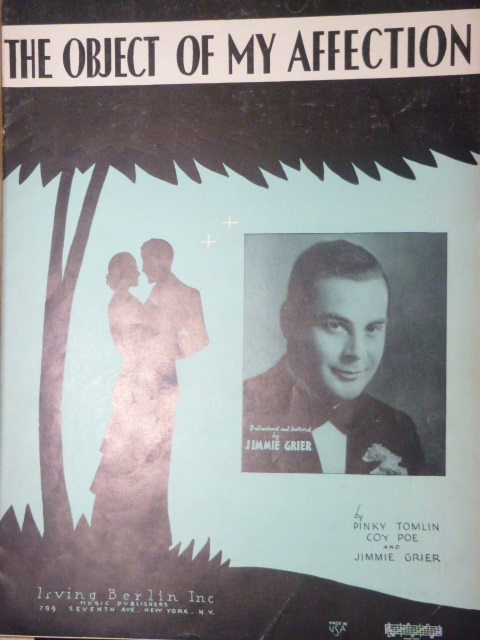 THE OBJECT OF MY AFFECTION
Introduced and featured
by
JIMMIE GRIER
by
PINKY TOMLIN
COY POE
AND
JIMMIE GRIER
Irving Berlin Inc
MUSIC PUBLISHERS
799 SEVENTH AVE. NEW YORK, N.Y.
MADE IN
USA